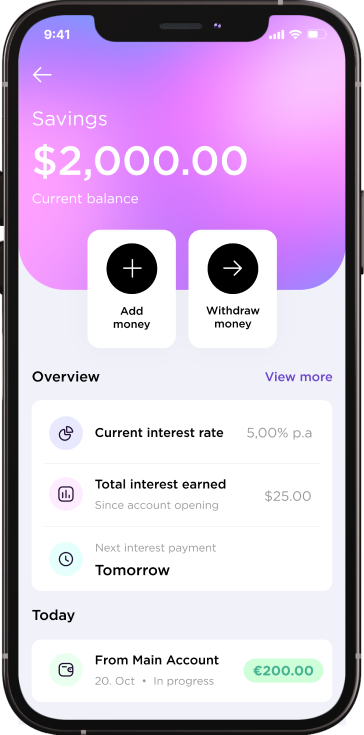 9:41
Savings
$2,000.00
Current balance
Add
money
Withdraw
money
Overview
View more
Current interest rate
5,00% p.a
Total interest earned
Since account opening
$25.00
Next interest payment
Tomorrow
Today
From Main Account
20. Oct • In progress
€200.00